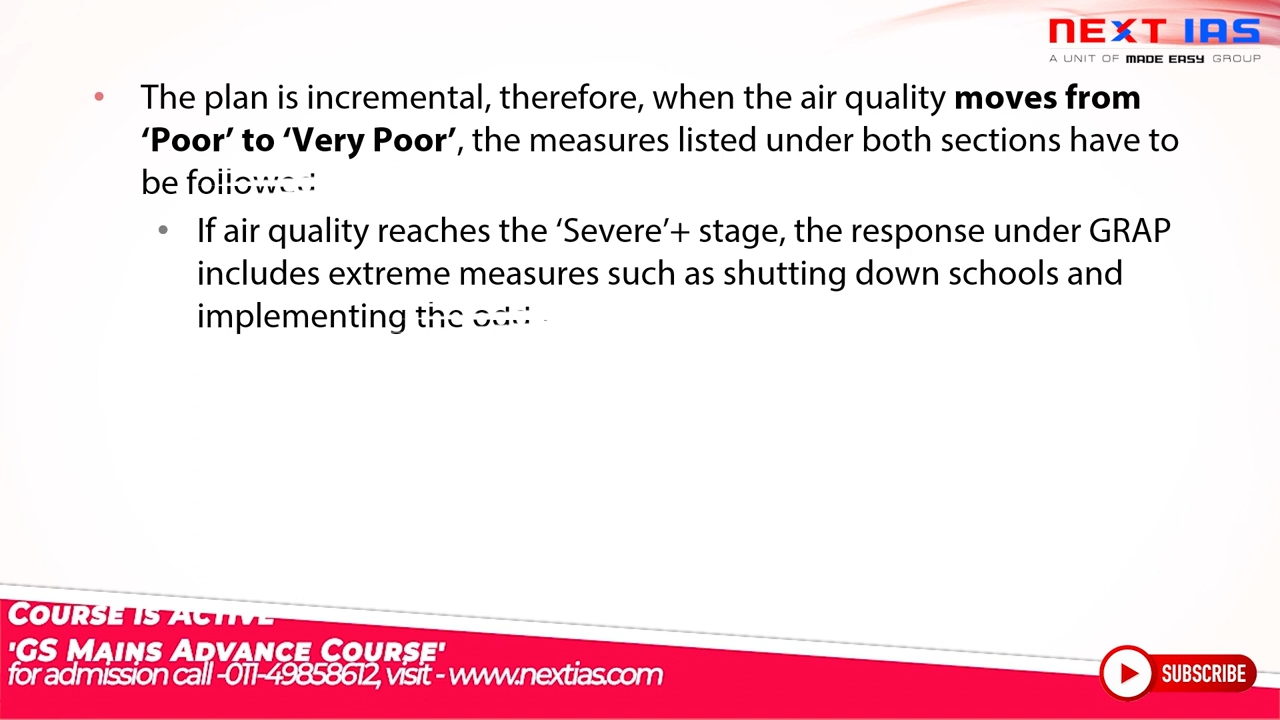 NEXT IAS
A UNIT OF MADE EASY GROUP
• The plan is incremental, therefore, when the air quality moves from
‘Poor’ to ‘Very Poor’, the measures listed under both sections have to
be followed
• If air quality reaches the ‘Severe’+ stage, the response under GRAP
includes extreme measures such as shutting down schools and
implementing the odd
COURSE IS ACTIVE
'GS MAINS ADVANCE COURSE'
for admission call -011-49858612, visit - www.nextias.com
SUBSCRIBE